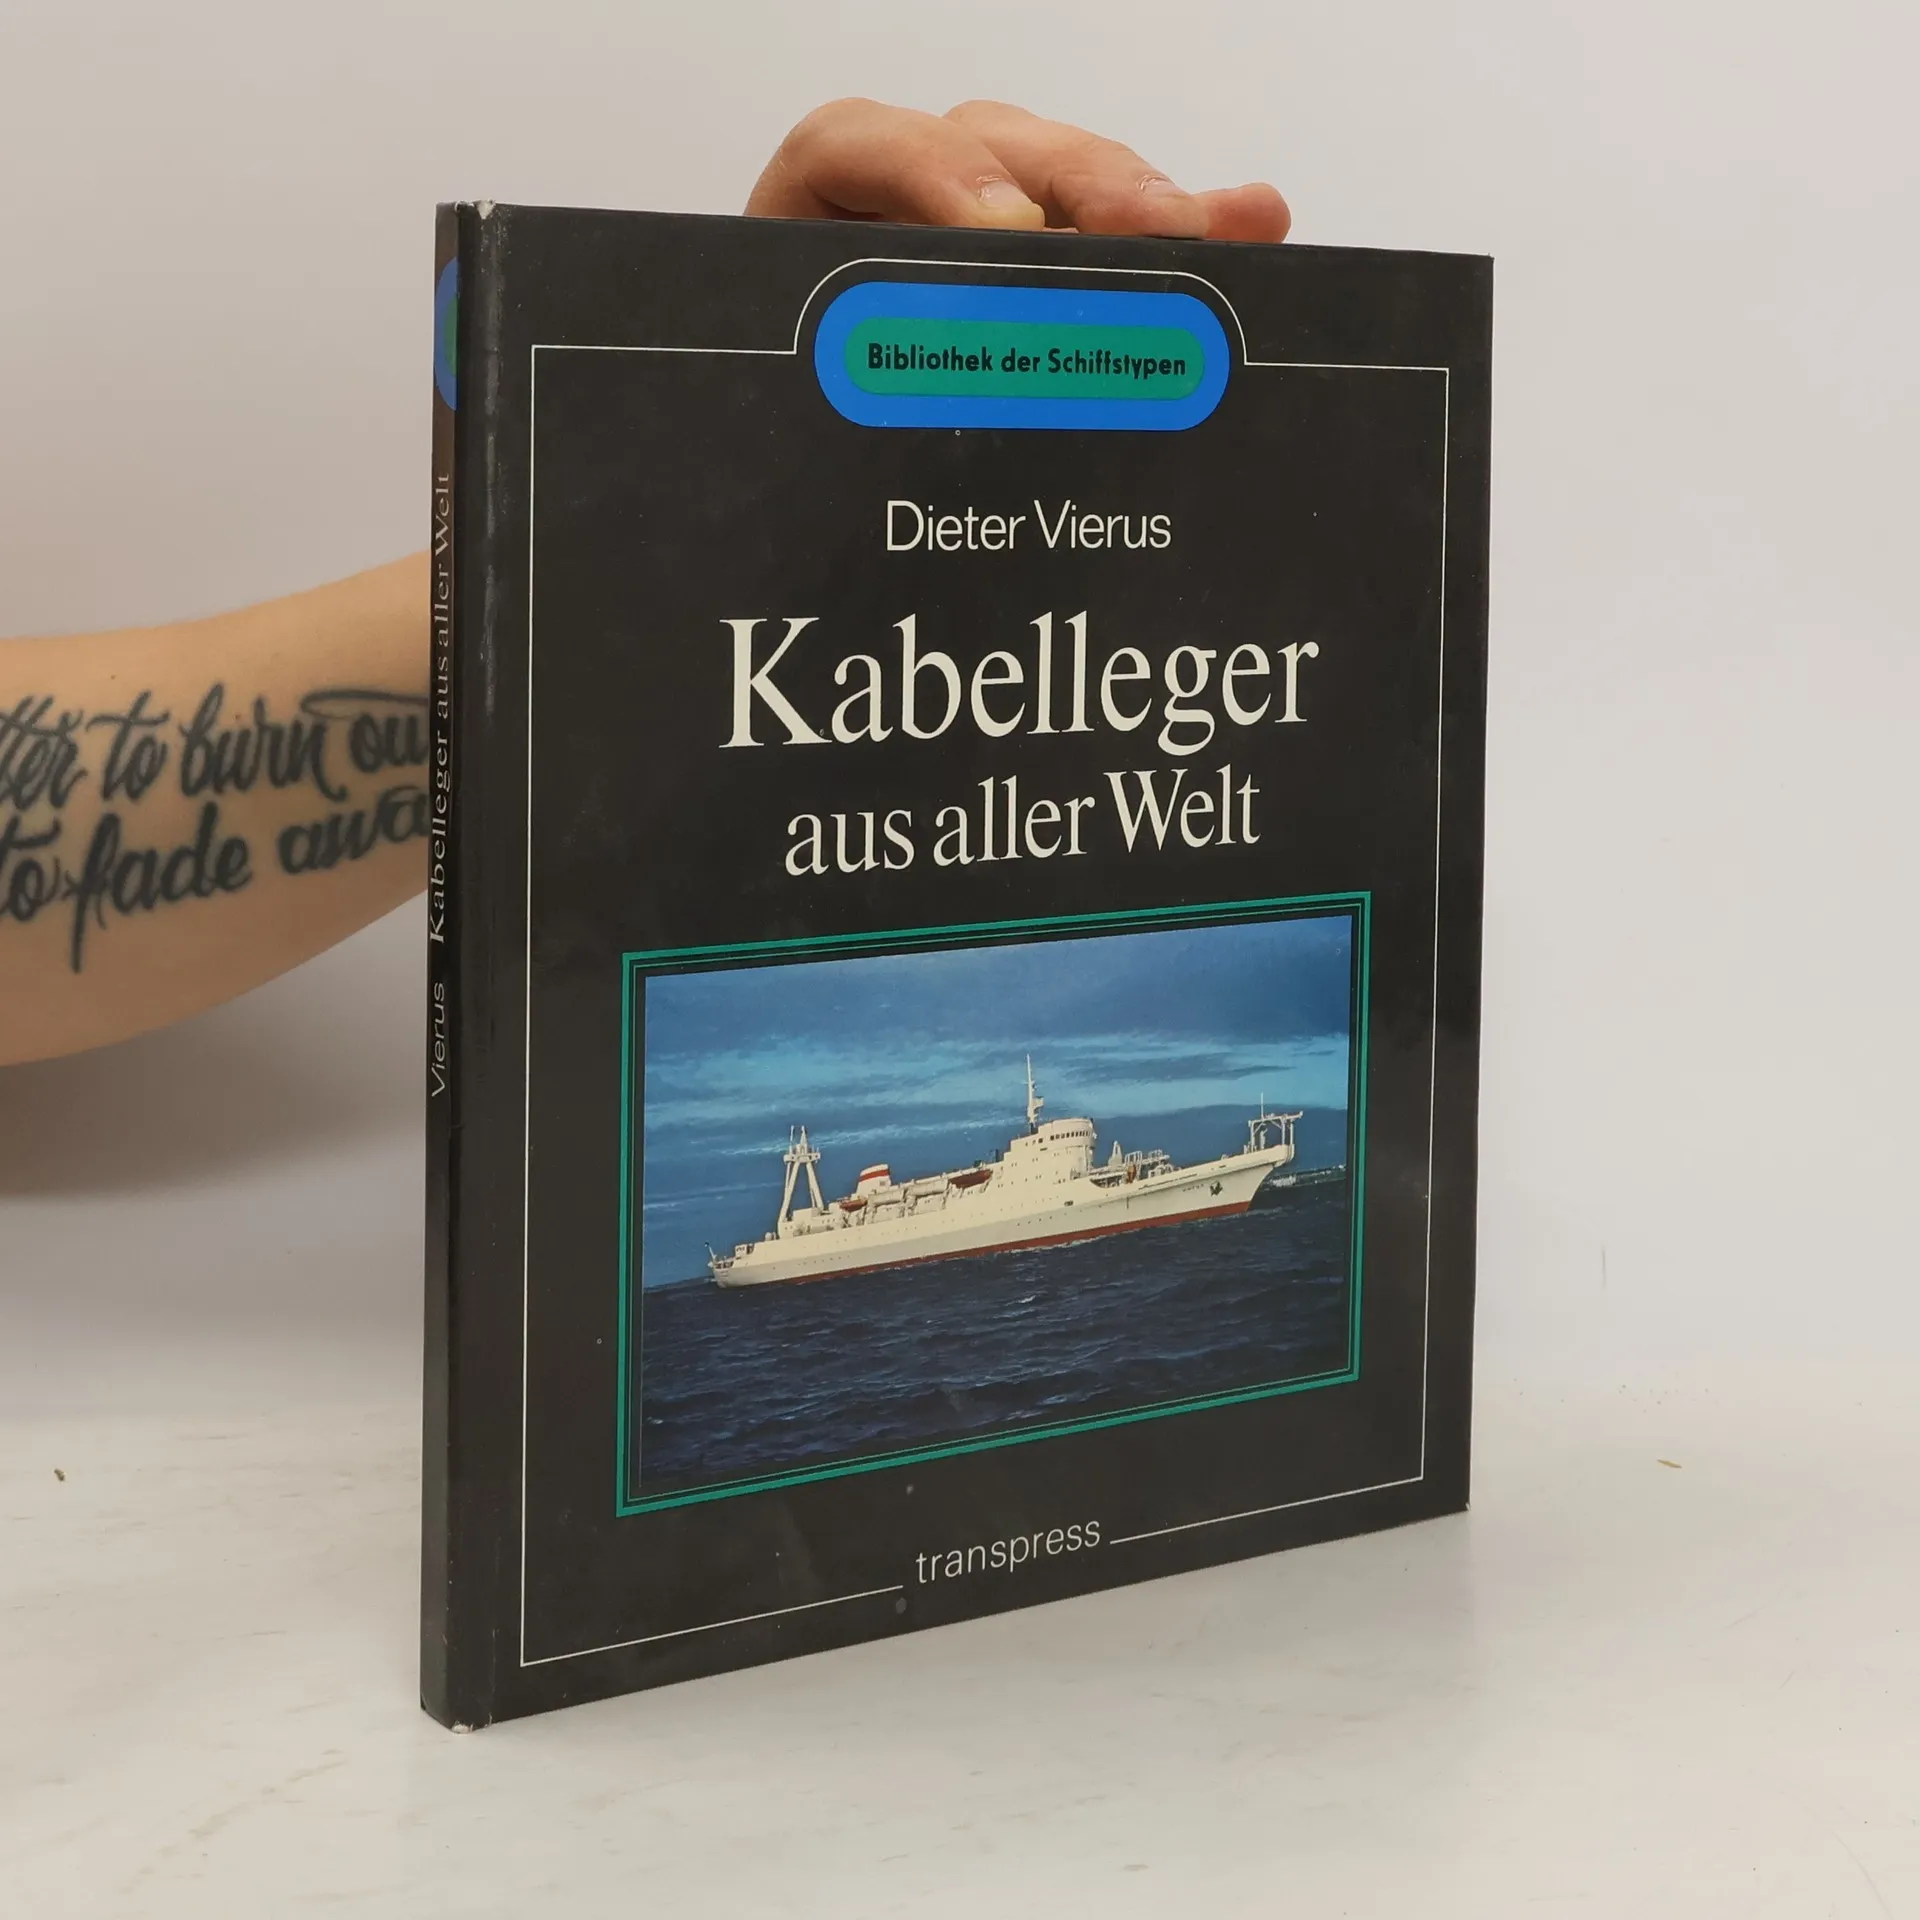 Bibliothek der Schiffstypen
Dieter Vierus
Kabelleger
aus aller Welt
transpress
Vierus Kabelleger aus aller Welt
to burn ou
to fade awa